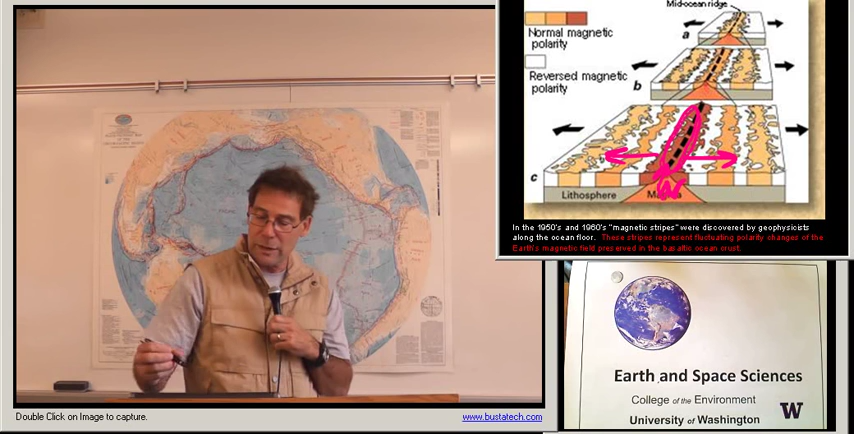 Mid-ocean ridge
a
Normal magnetic
polarity
Reversed magnetic
polarity
b
c
Lithosphere
In the 1950's and 1960's "magnetic stripes" were discovered by geophysicists
along the ocean floor. These stripes represent fluctuating polarity changes of the
Earth's magnetic field preserved in the basaltic ocean crust.
Double Click on Image to capture.
www.bustatech.com
Earth and Space Sciences
College of the Environment
University of Washington
W